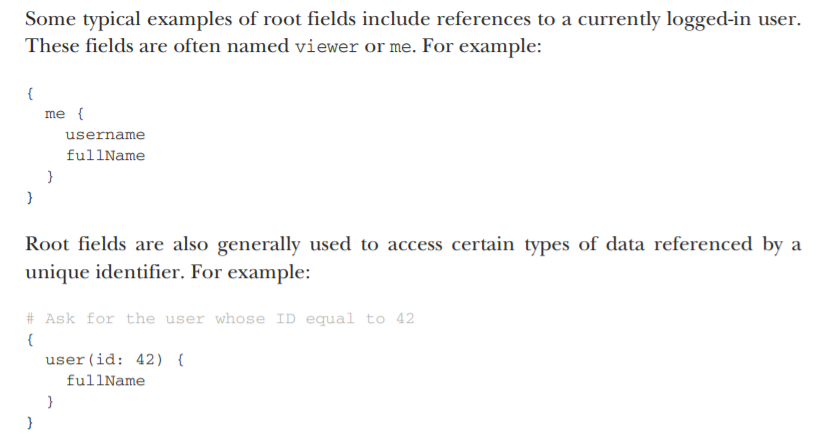 Some typical examples of root fields include references to a currently logged-in user.
These fields are often named viewer or me. For example:
{
  me {
    username
    fullName
  }
}
Root fields are also generally used to access certain types of data referenced by a
unique identifier. For example:
# Ask for the user whose ID equal to 42
{
  user(id: 42) {
    fullName
  }
}